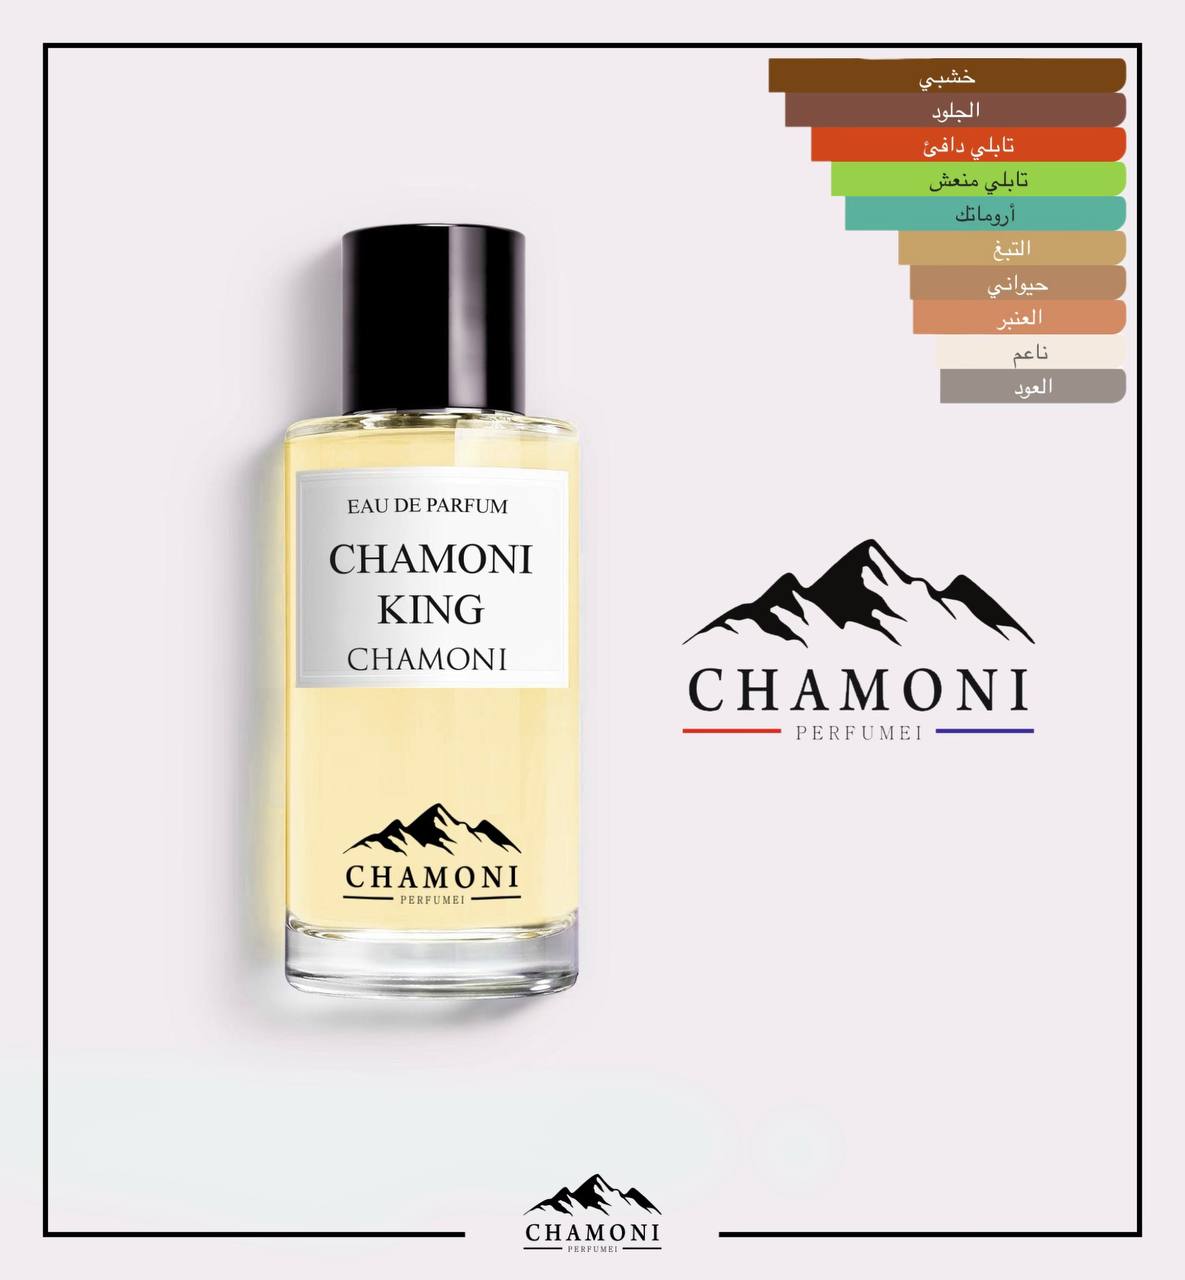 خشبي
الجلود
تابلي دافئ
تابلي منعش
أروماتك
التبغ
حيواني
العنبر
ناعم
العود
EAU DE PARFUM
CHAMONI
KING
CHAMONI
CHAMONI
PERFUMEI
CHAMONI
PERFUMEI
CHAMONI
PERFUMEI